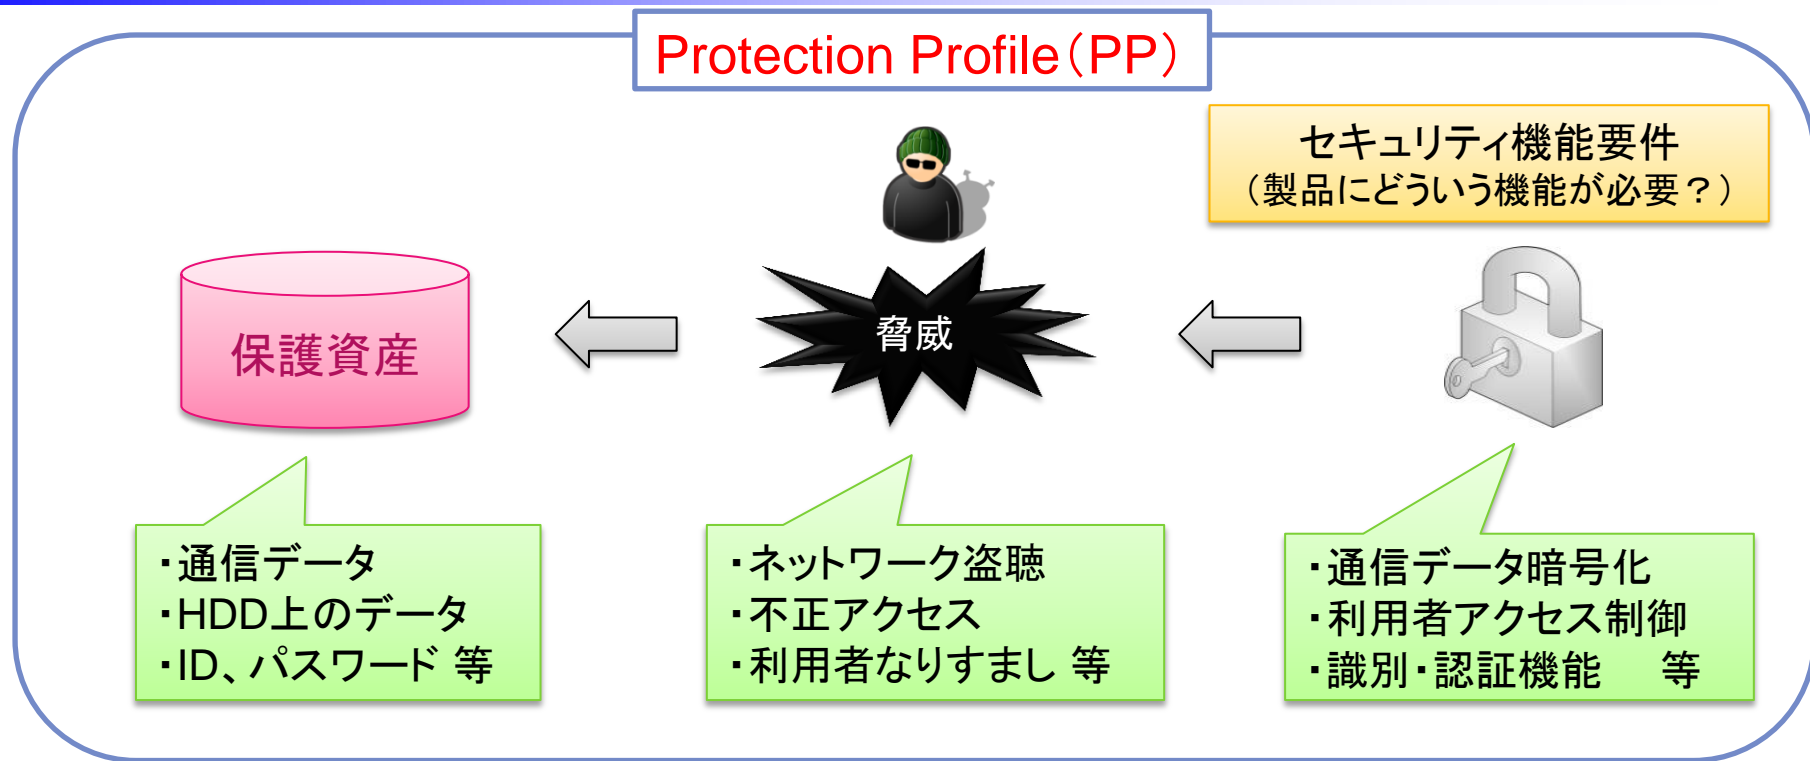 Protection Profile（PP）
セキュリティ機能要件
（製品にどういう機能が必要？）
保護資産
脅威
・通信データ
・HDD上のデータ
・ID、パスワード 等
・ネットワーク盗聴
・不正アクセス
・利用者なりすまし 等
・通信データ暗号化
・利用者アクセス制御
・識別・認証機能　等